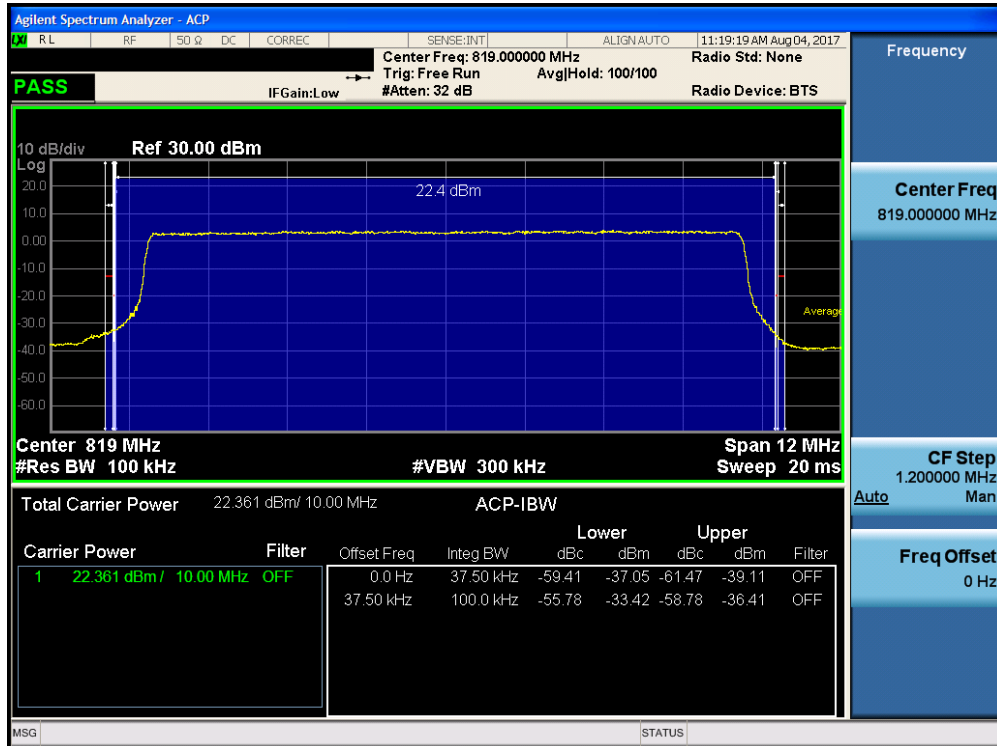 Agilent Spectrum Analyzer - ACP
LXI RL RF 50 Ω DC CORREC SENSE:INT ALIGN AUTO 11:19:19 AM Aug 04, 2017
Center Freq: 819.000000 MHz Radio Std: None
Trig: Free Run Avg|Hold: 100/100
PASS IFGain:Low #Atten: 32 dB Radio Device: BTS
Frequency
10 dB/div Ref 30.00 dBm
Log
20.0
10.0
0.00
-10.0
-20.0
-30.0
-40.0
-50.0
-60.0
22.4 dBm
Average
Center 819 MHz Span 12 MHz
#Res BW 100 kHz #VBW 300 kHz Sweep 20 ms
Total Carrier Power 22.361 dBm/ 10.00 MHz ACP-IBW
Lower Upper
Carrier Power Filter Offset Freq Integ BW dBc dBm dBc dBm Filter
1 22.361 dBm / 10.00 MHz OFF 0.0 Hz 37.50 kHz -59.41 -37.05 -61.47 -39.11 OFF
37.50 kHz 100.0 kHz -55.78 -33.42 -58.78 -36.41 OFF
Center Freq
819.000000 MHz
CF Step
1.200000 MHz
Auto Man
Freq Offset
0 Hz
MSG STATUS